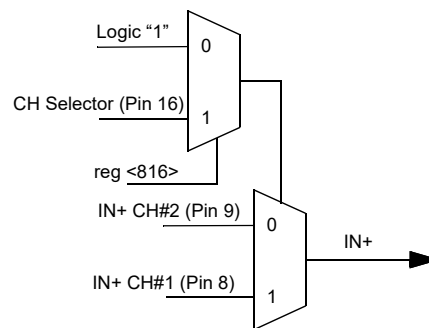 Logic “1”
0
CH Selector (Pin 16)
1
reg <816>
IN+ CH#2 (Pin 9)
0
IN+
IN+ CH#1 (Pin 8)
1